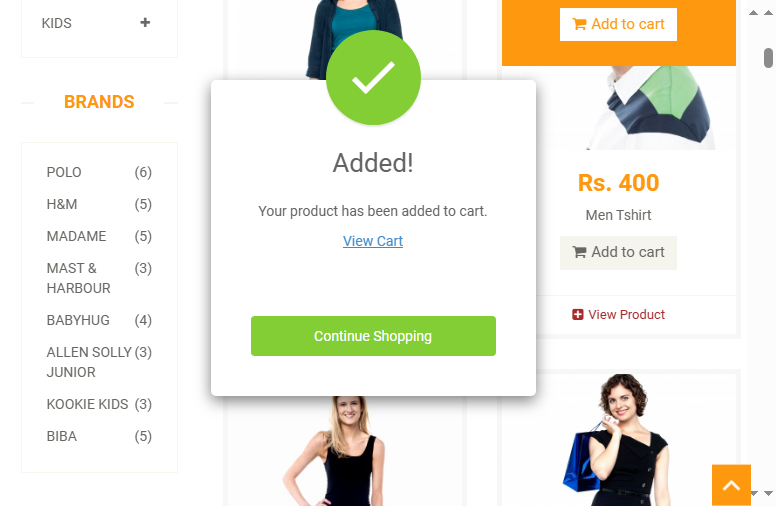 KIDS
BRANDS
POLO (6)
H&M (5)
MADAME (5)
MAST & HARBOUR (3)
BABYHUG (4)
ALLEN SOLLY JUNIOR (3)
KOOKIE KIDS (3)
BIBA (5)
Added!
Your product has been added to cart.
View Cart
Continue Shopping
Add to cart
Rs. 400
Men Tshirt
Add to cart
View Product